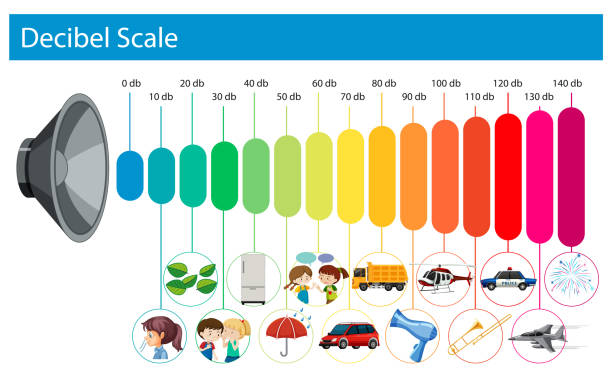 Decibel Scale
0 db
20 db
40 db
60 db
80 db
100 db
120 db
140 db
10 db
30 db
50 db
70 db
90 db
110 db
130 db
POLICE